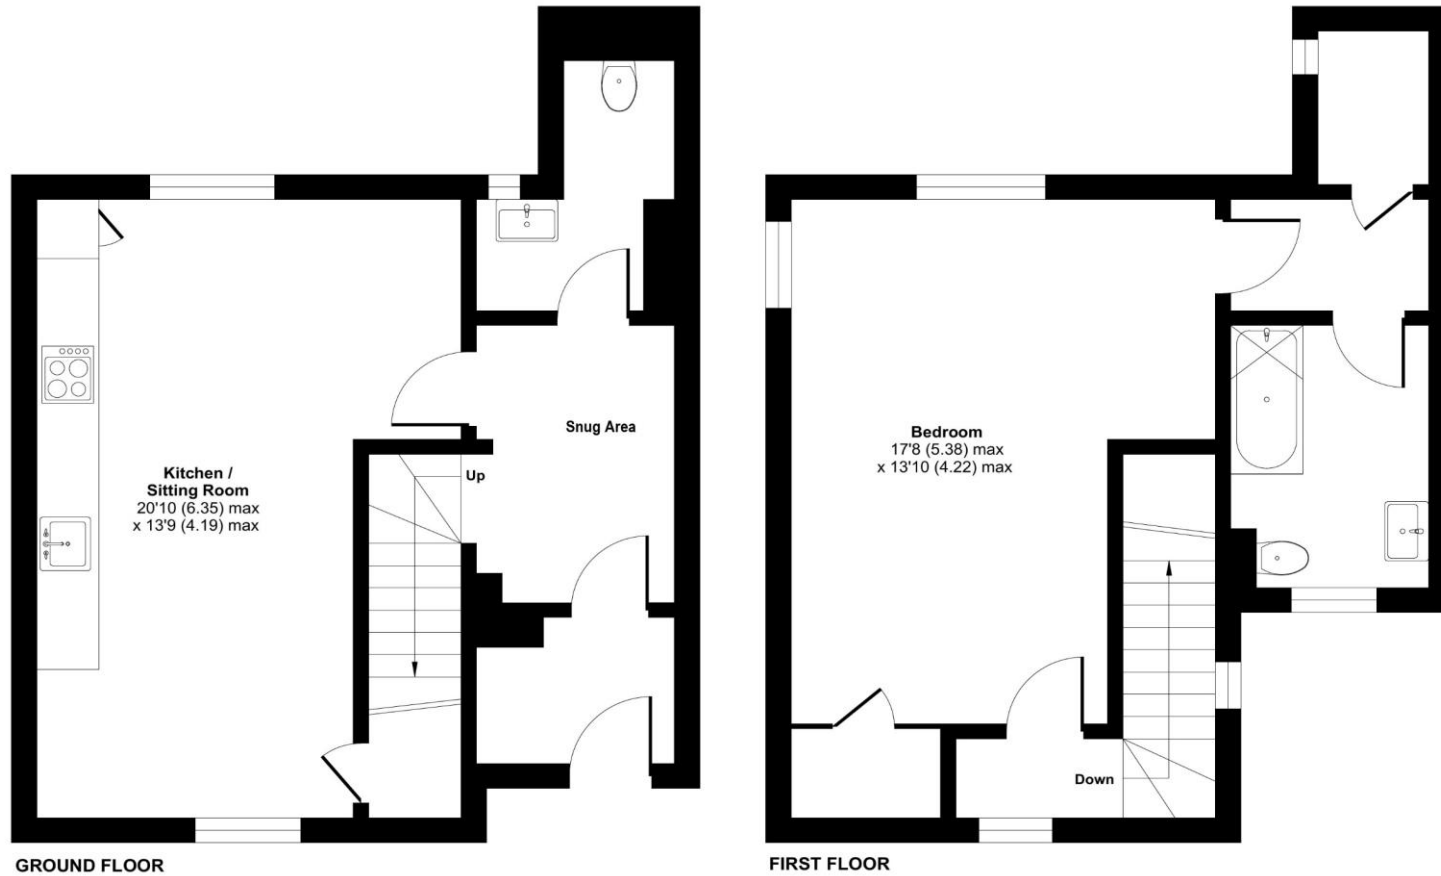 Kitchen /
Sitting Room
20'10 (6.35) max
x 13'9 (4.19) max
Up
Snug Area
GROUND FLOOR
Bedroom
17'8 (5.38) max
x 13'10 (4.22) max
Down
FIRST FLOOR